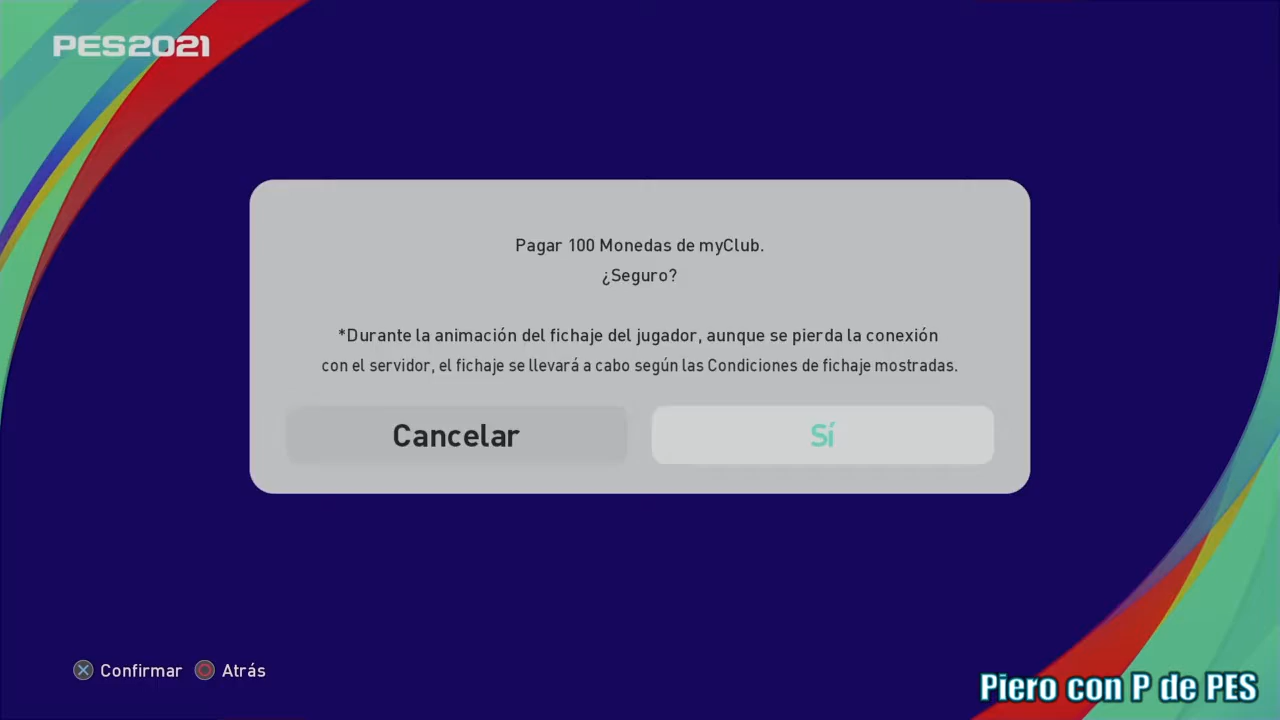 PES2021
Pagar 100 Monedas de myClub.
¿Seguro?
*Durante la animación del fichaje del jugador, aunque se pierda la conexión
con el servidor, el fichaje se llevará a cabo según las Condiciones de fichaje mostradas.
Cancelar
Sí
Confirmar
Atrás
Piero con P de PES